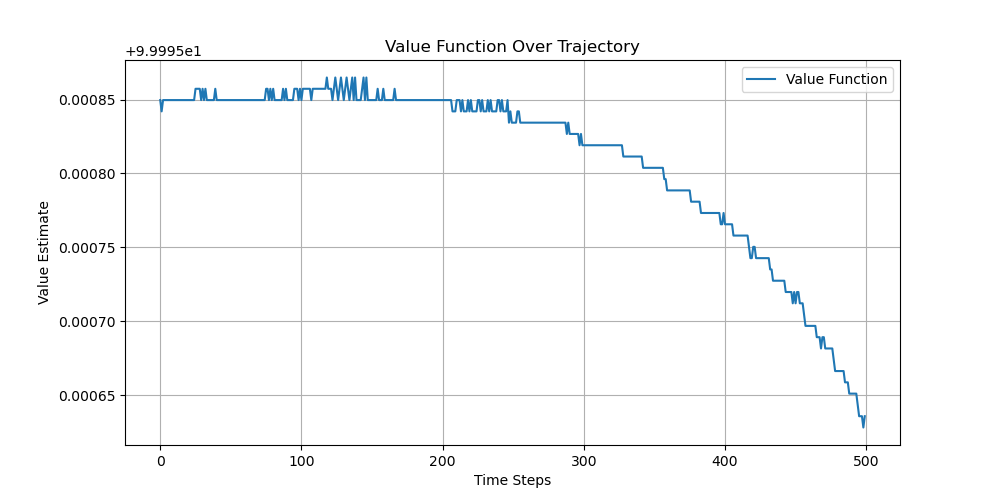 Value Function Over Trajectory
+9.9995e1
Value Function
0.00085
0.00080
0.00075
0.00070
0.00065
Value Estimate
0 100 200 300 400 500
Time Steps